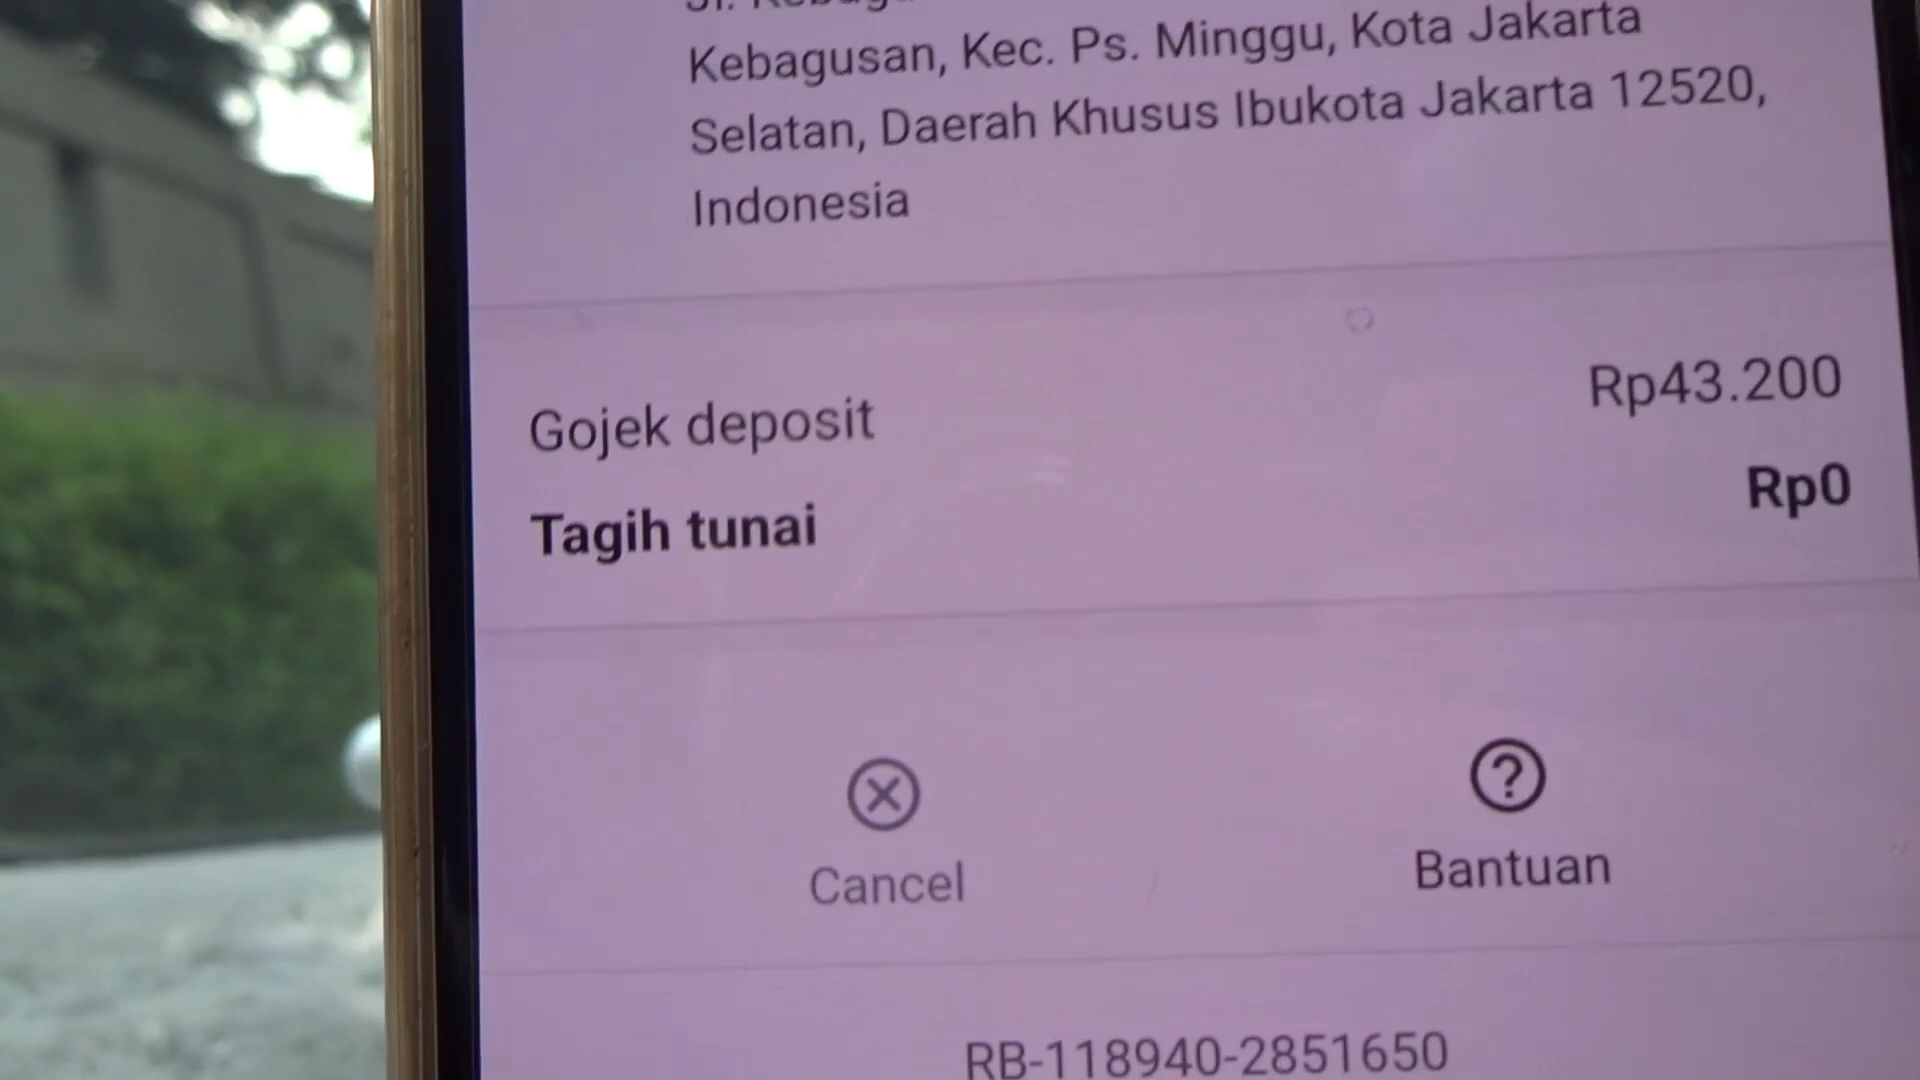 Kebagusan, Kec. Ps. Minggu, Kota Jakarta
Selatan, Daerah Khusus Ibukota Jakarta 12520,
Indonesia
Gojek deposit Rp43.200
Tagih tunai Rp0
Cancel
Bantuan
RB-118940-2851650